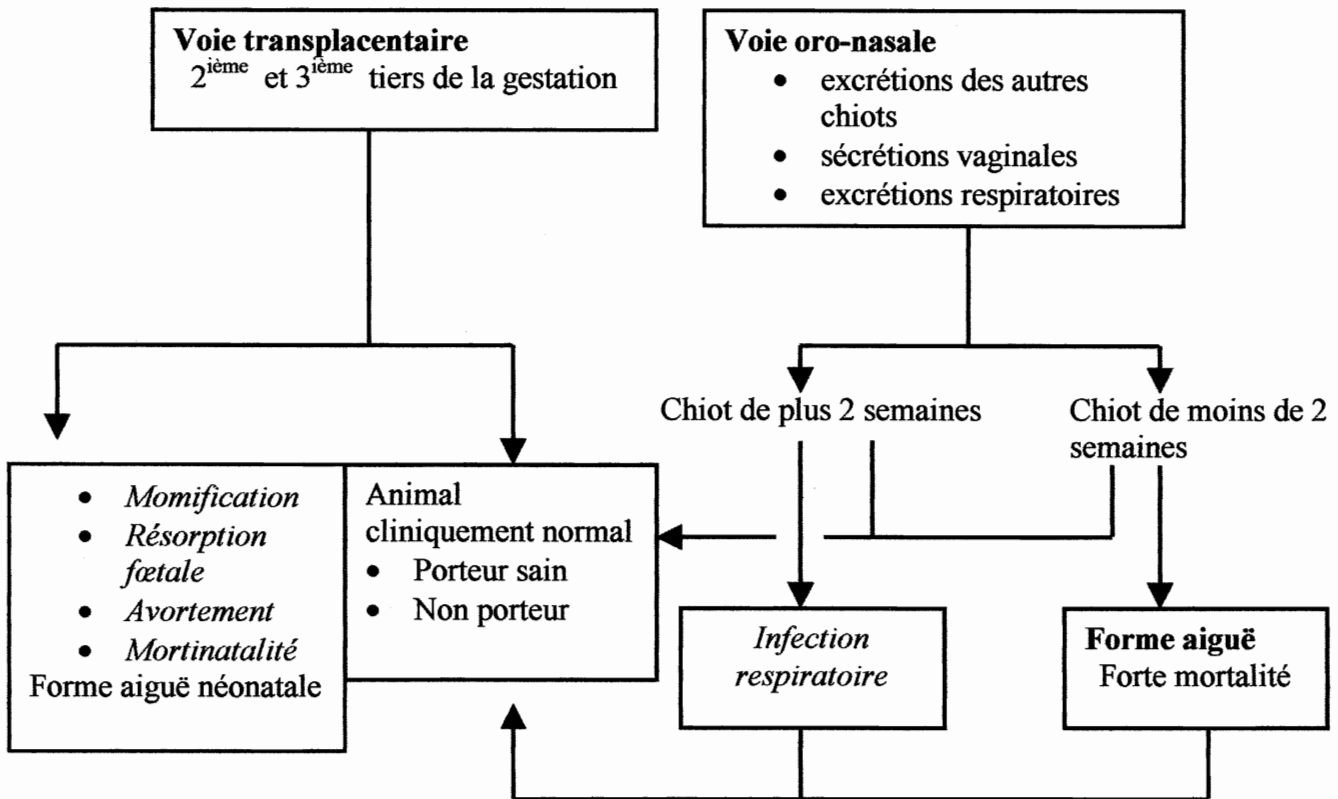 Voie transplacentaire
2ième et 3ième tiers de la gestation
Voie oro-nasale
• excrétions des autres
chiots
• sécrétions vaginales
• excrétions respiratoires
Chiot de plus 2 semaines
Chiot de moins de 2
semaines
• Momification
• Résorption
fœtale
• Avortement
• Mortinatalité
Forme aiguë néonatale
Animal
cliniquement normal
• Porteur sain
• Non porteur
Infection
respiratoire
Forme aiguë
Forte mortalité